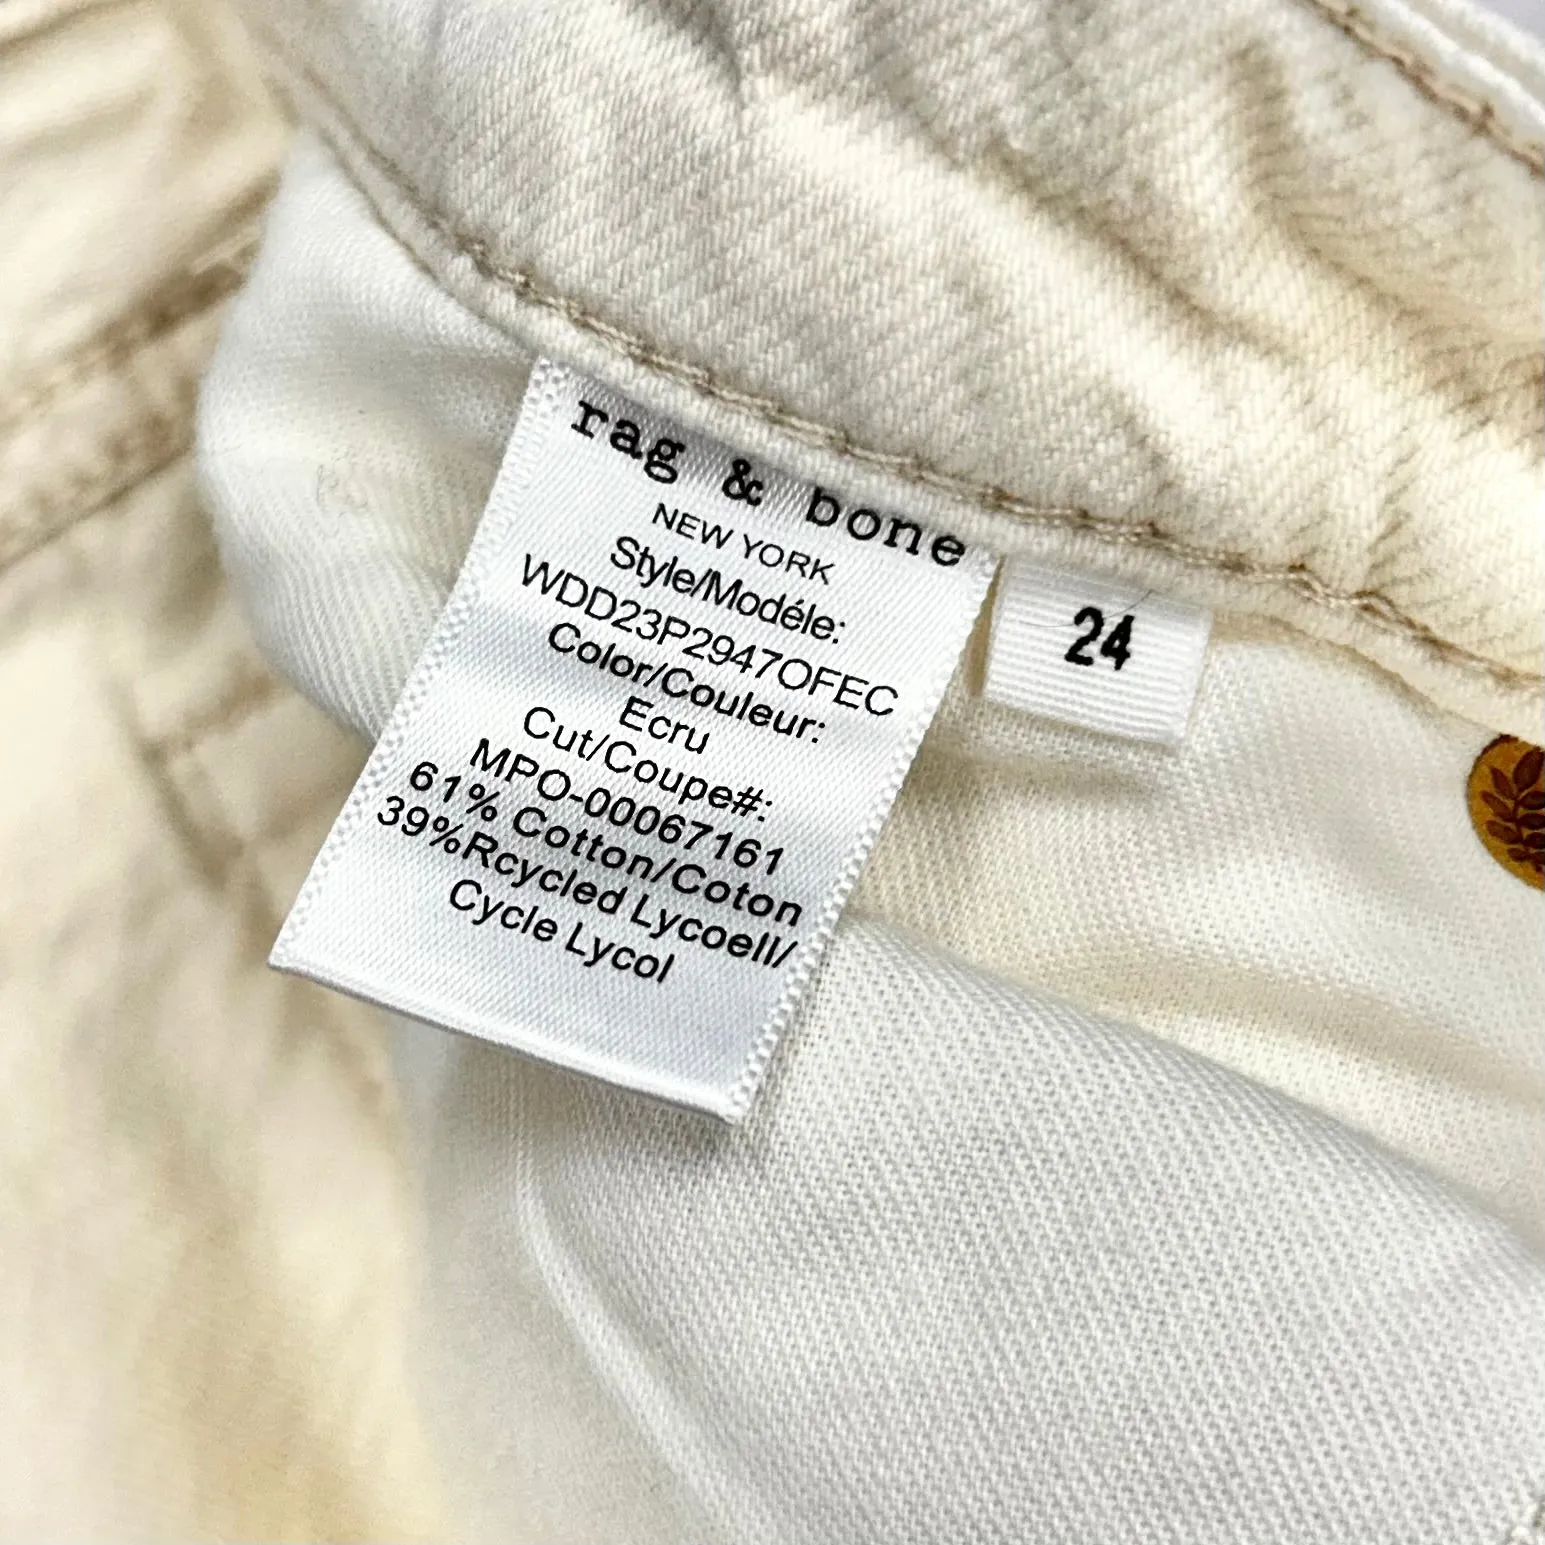 rag & bone
NEW YORK
Style/Modéle:
WDD23P2947OFEC
Color/Couleur:
Ecru
Cut/Coupe#:
MPO-00067161
61% Cotton/Coton
39%Rcycled Lycoell/
Cycle Lycol
24